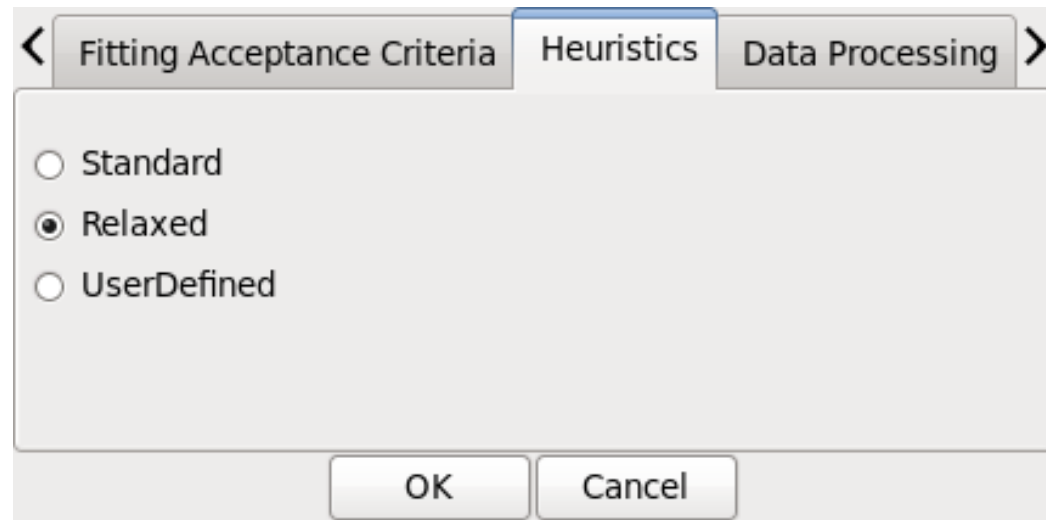 Fitting Acceptance Criteria Heuristics Data Processing
Standard
Relaxed
UserDefined
OK Cancel